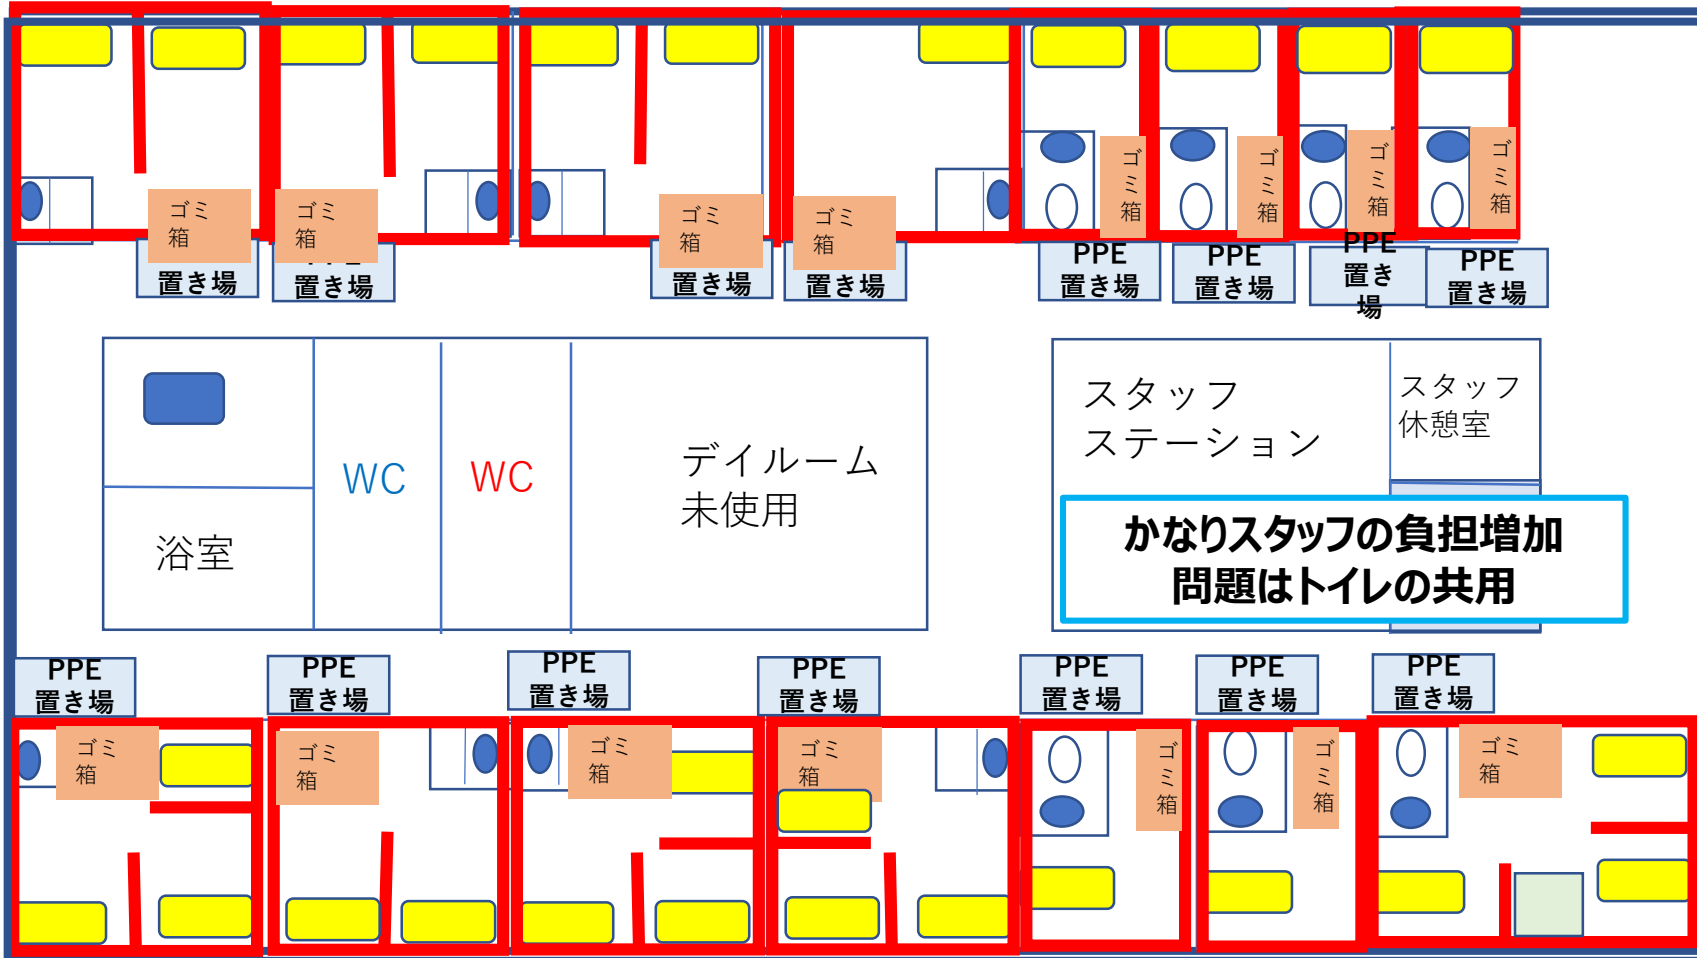 ゴミ
箱
ゴミ
箱
ゴミ
箱
ゴミ
箱
ゴミ箱
ゴミ箱
ゴミ箱
ゴミ箱
置き場
置き場
置き場
置き場
PPE
置き場
PPE
置き場
PPE
置き
場
PPE
置き場
浴室
WC
WC
デイルーム
未使用
スタッフ
ステーション
スタッフ
休憩室
かなりスタッフの負担増加
問題はトイレの共用
PPE
置き場
PPE
置き場
PPE
置き場
PPE
置き場
PPE
置き場
PPE
置き場
PPE
置き場
ゴミ
箱
ゴミ
箱
ゴミ
箱
ゴミ
箱
ゴミ箱
ゴミ箱
ゴミ
箱